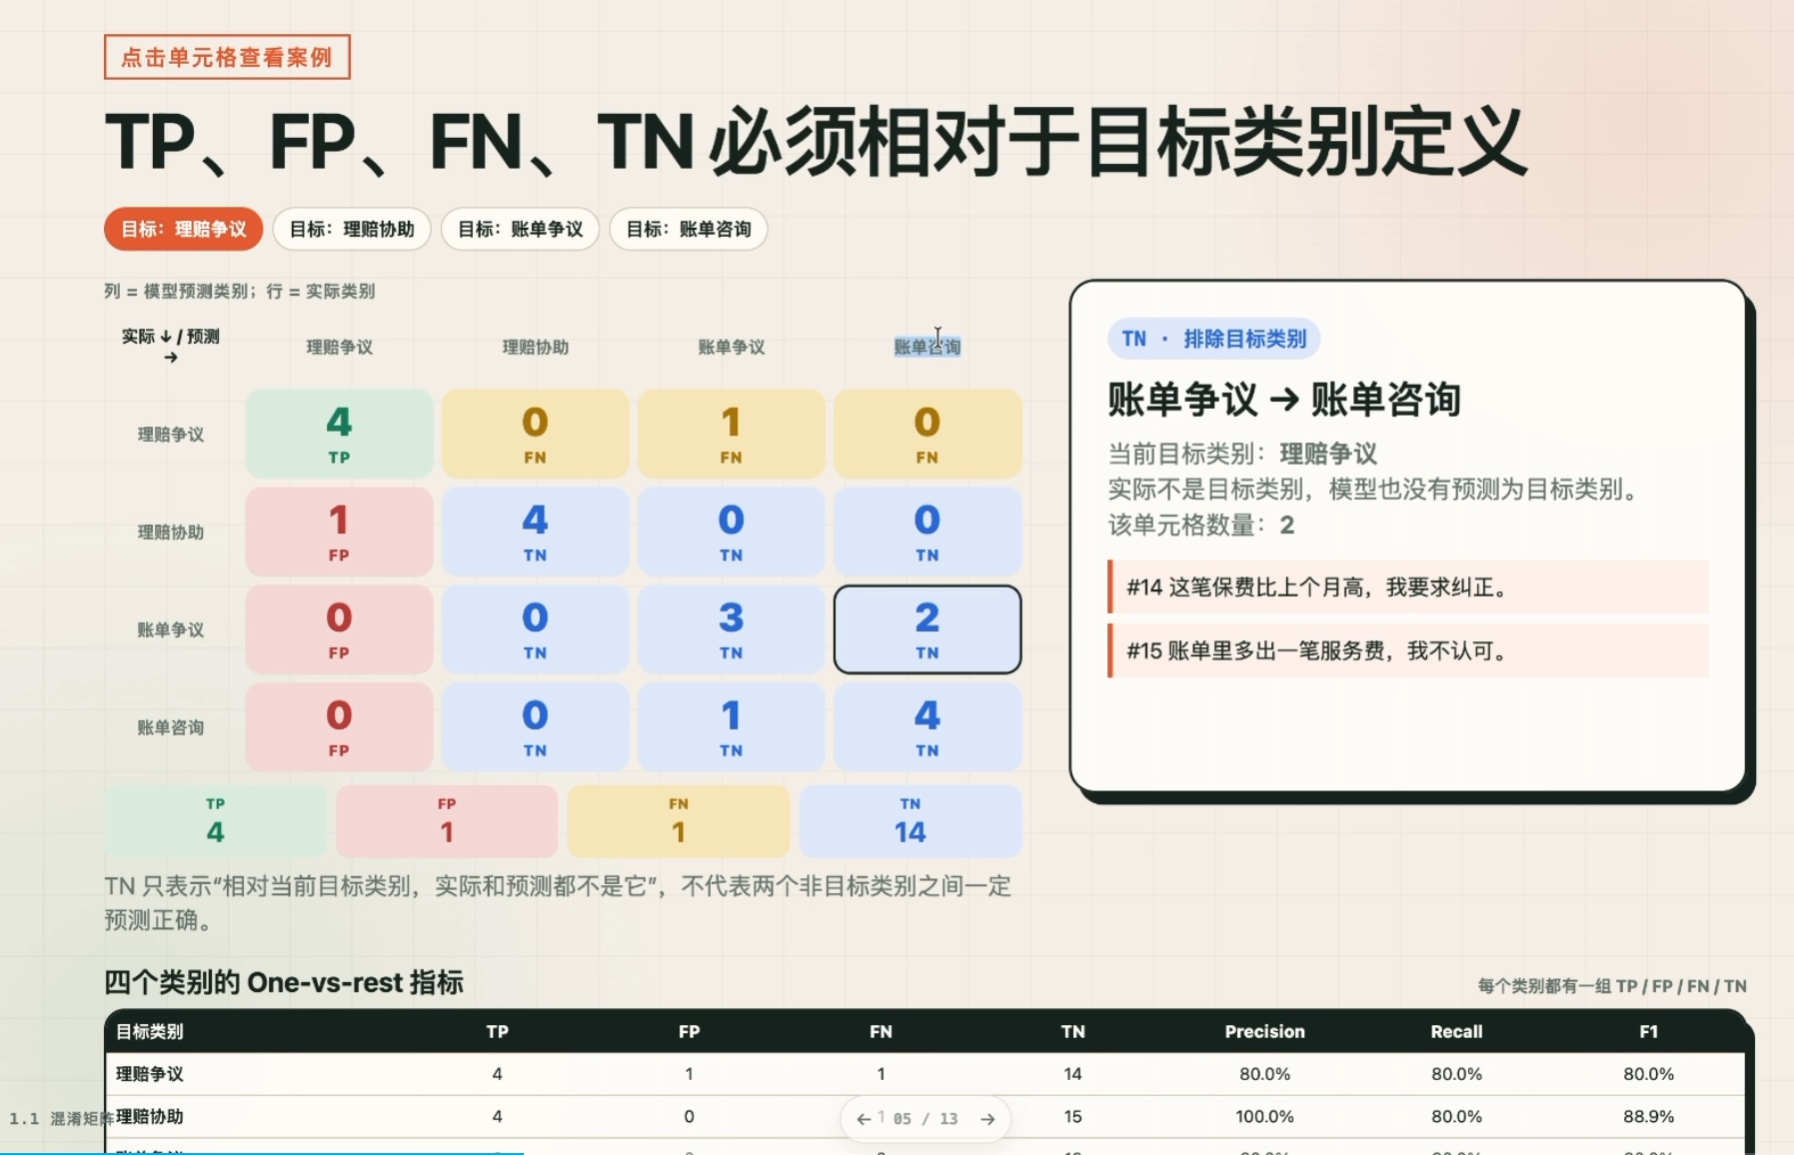 点击单元格查看案例
TP、FP、FN、TN 必须相对于目标类别定义
目标：理赔争议 目标：理赔协助 目标：账单争议 目标：账单咨询
列 = 模型预测类别；行 = 实际类别
实际 ↓ / 预测 → 理赔争议 理赔协助 账单争议 账单咨询
理赔争议 4 TP 0 FN 1 FN 0 FN
理赔协助 1 FP 4 TN 0 TN 0 TN
账单争议 0 FP 0 TN 3 TN 2 TN
账单咨询 0 FP 0 TN 1 TN 4 TN
TP 4 FP 1 FN 1 TN 14
TN 只表示“相对当前目标类别，实际和预测都不是它”，不代表两个非目标类别之间一定
预测正确。
TN · 排除目标类别
账单争议 → 账单咨询
当前目标类别：理赔争议
实际不是目标类别，模型也没有预测为目标类别。
该单元格数量：2
#14 这笔保费比上个月高，我要求纠正。
#15 账单里多出一笔服务费，我不认可。
四个类别的 One-vs-rest 指标
每个类别都有一组 TP / FP / FN / TN
目标类别 TP FP FN TN Precision Recall F1
理赔争议 4 1 1 14 80.0% 80.0% 80.0%
理赔协助 4 0 1 15 100.0% 80.0% 88.9%
1.1 混淆矩阵
← 05 / 13 →